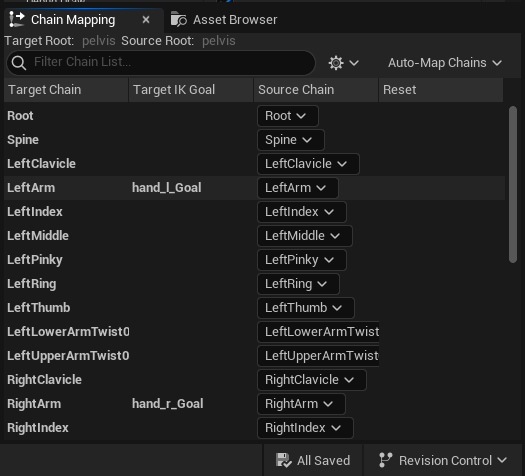 Chain Mapping × Asset Browser
Target Root: pelvis Source Root: pelvis
Filter Chain List... Auto-Map Chains
Target Chain Target IK Goal Source Chain Reset
Root Root
Spine Spine
LeftClavicle LeftClavicle
LeftArm hand_l_Goal LeftArm
LeftIndex LeftIndex
LeftMiddle LeftMiddle
LeftPinky LeftPinky
LeftRing LeftRing
LeftThumb LeftThumb
LeftLowerArmTwist0 LeftLowerArmTwist
LeftUpperArmTwist0 LeftUpperArmTwist
RightClavicle RightClavicle
RightArm hand_r_Goal RightArm
RightIndex RightIndex
All Saved Revision Control